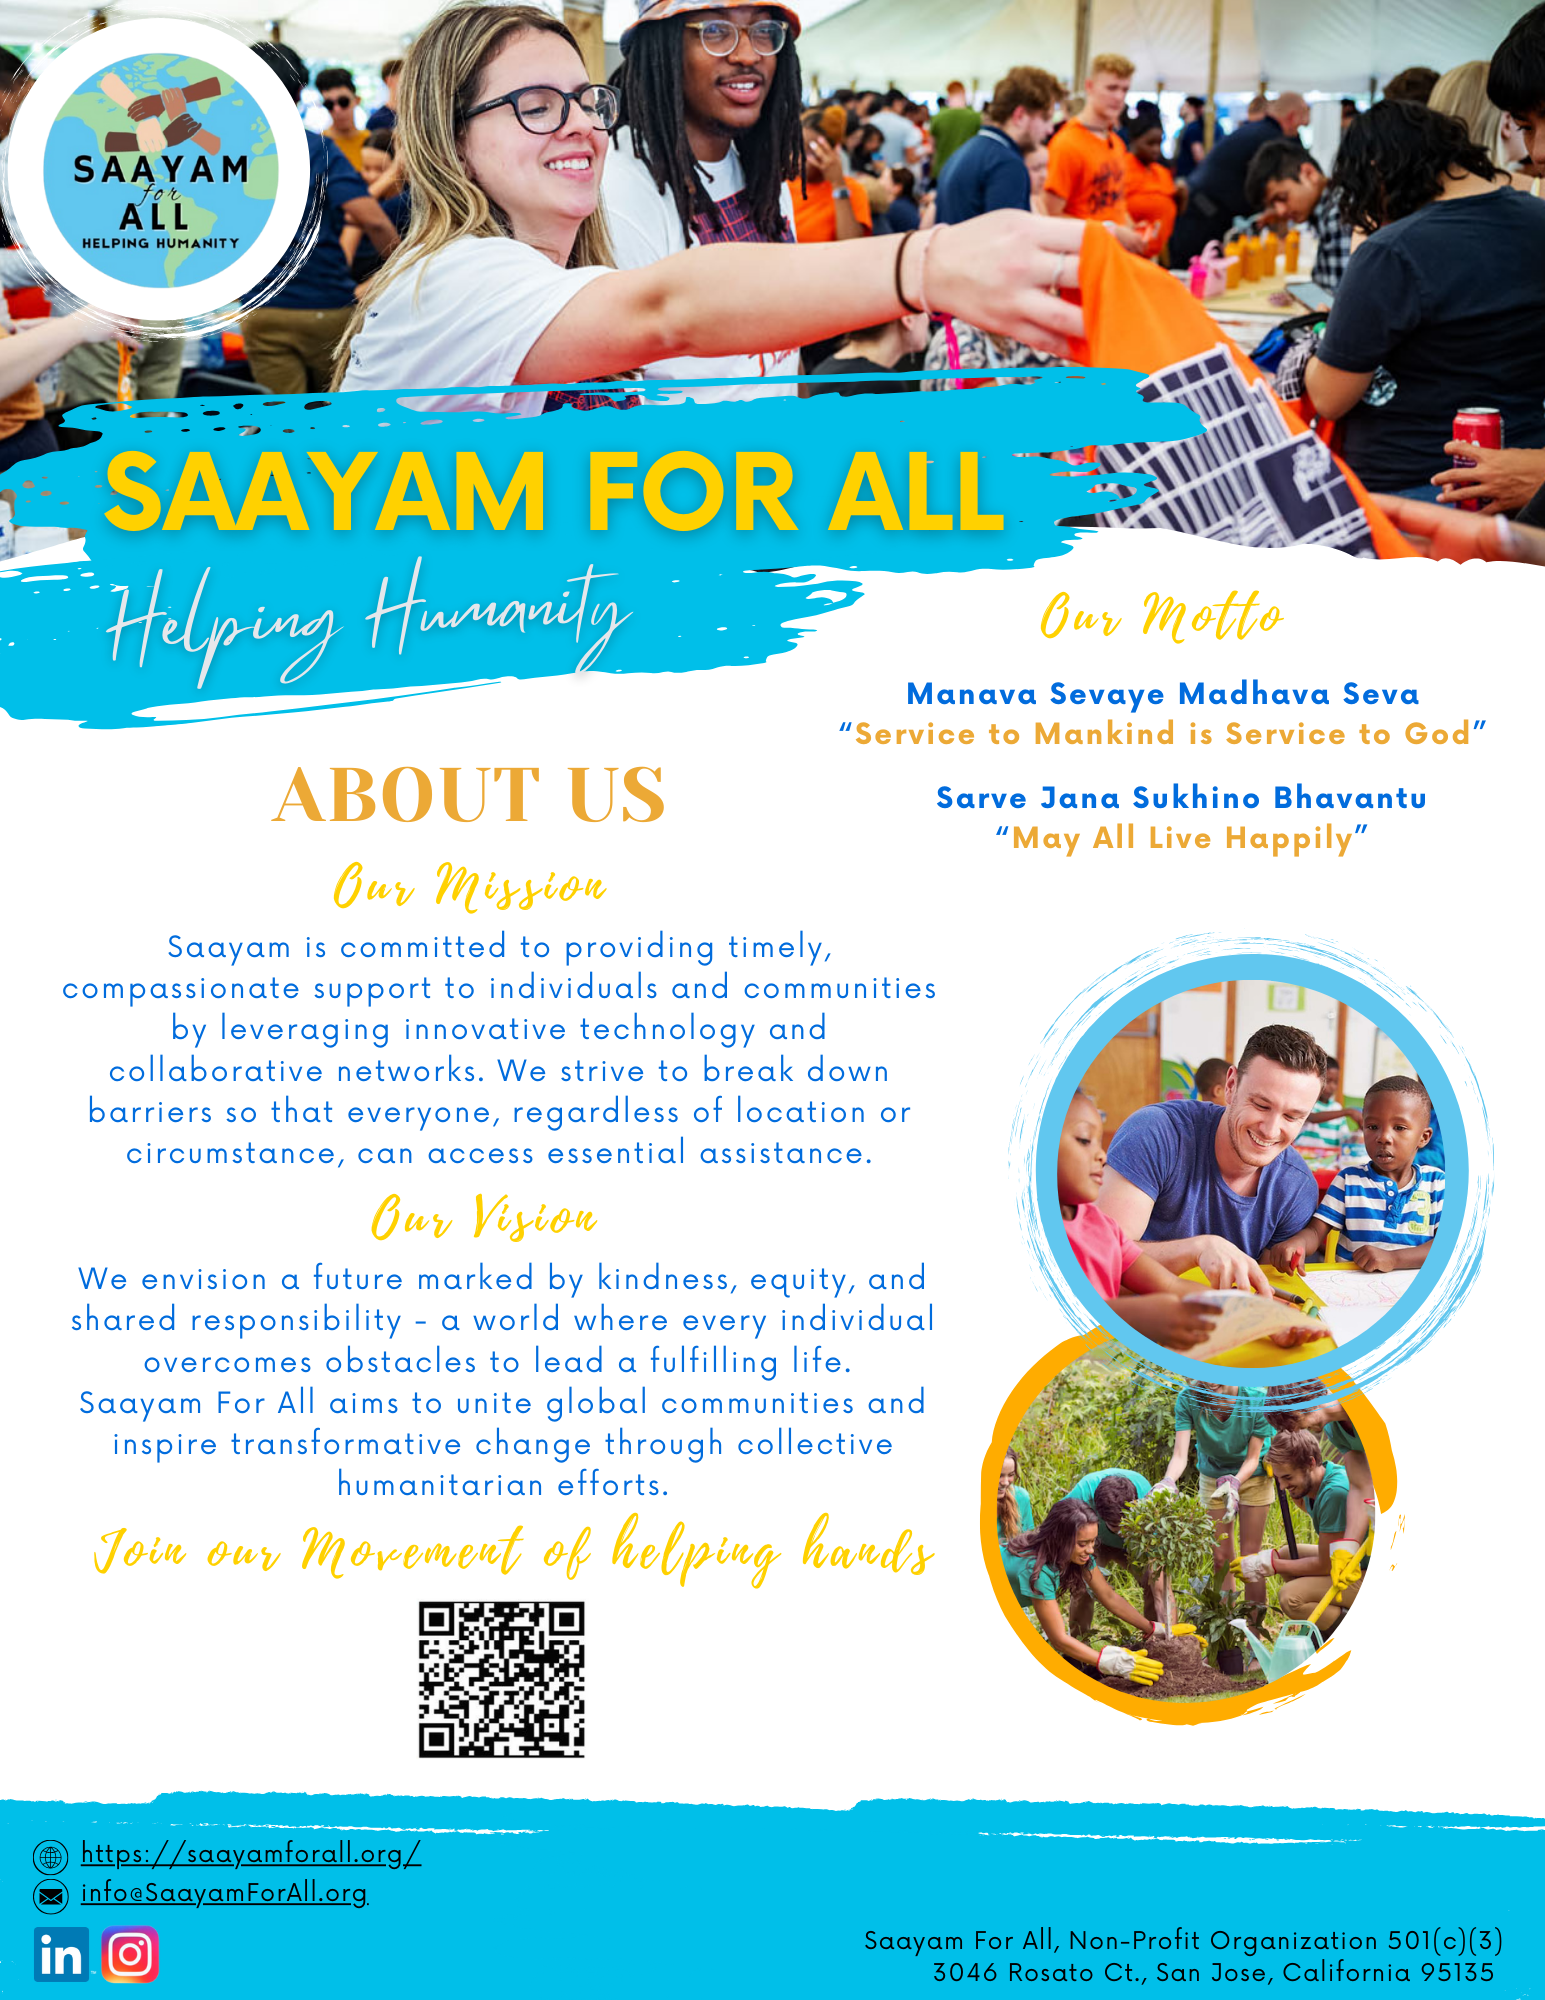 SAAYAM
for
ALL
HELPING HUMANITY
SAAYAM FOR ALL
Helping Humanity
Our Motto
Manava Sevaye Madhava Seva
“Service to Mankind is Service to God”
Sarve Jana Sukhino Bhavantu
“May All Live Happily”
ABOUT US
Our Mission
Saayam is committed to providing timely,
compassionate support to individuals and communities
by leveraging innovative technology and
collaborative networks. We strive to break down
barriers so that everyone, regardless of location or
circumstance, can access essential assistance.
Our Vision
We envision a future marked by kindness, equity, and
shared responsibility - a world where every individual
overcomes obstacles to lead a fulfilling life.
Saayam For All aims to unite global communities and
inspire transformative change through collective
humanitarian efforts.
Join our Movement of helping hands
https://saayamforall.org/
info@SaayamForAll.org
in
Saayam For All, Non-Profit Organization 501(c)(3)
3046 Rosato Ct., San Jose, California 95135